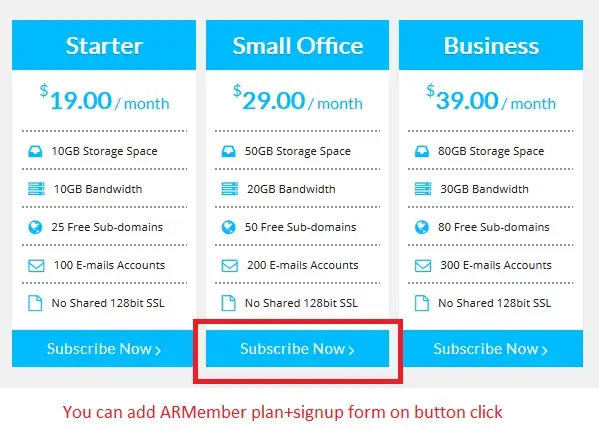 Starter
$19.00 / month
10GB Storage Space
10GB Bandwidth
25 Free Sub-domains
100 E-mails Accounts
No Shared 128bit SSL
Subscribe Now ›
Small Office
$29.00 / month
50GB Storage Space
20GB Bandwidth
50 Free Sub-domains
200 E-mails Accounts
No Shared 128bit SSL
Subscribe Now ›
Business
$39.00 / month
80GB Storage Space
30GB Bandwidth
80 Free Sub-domains
300 E-mails Accounts
No Shared 128bit SSL
Subscribe Now ›
You can add ARMember plan+signup form on button click